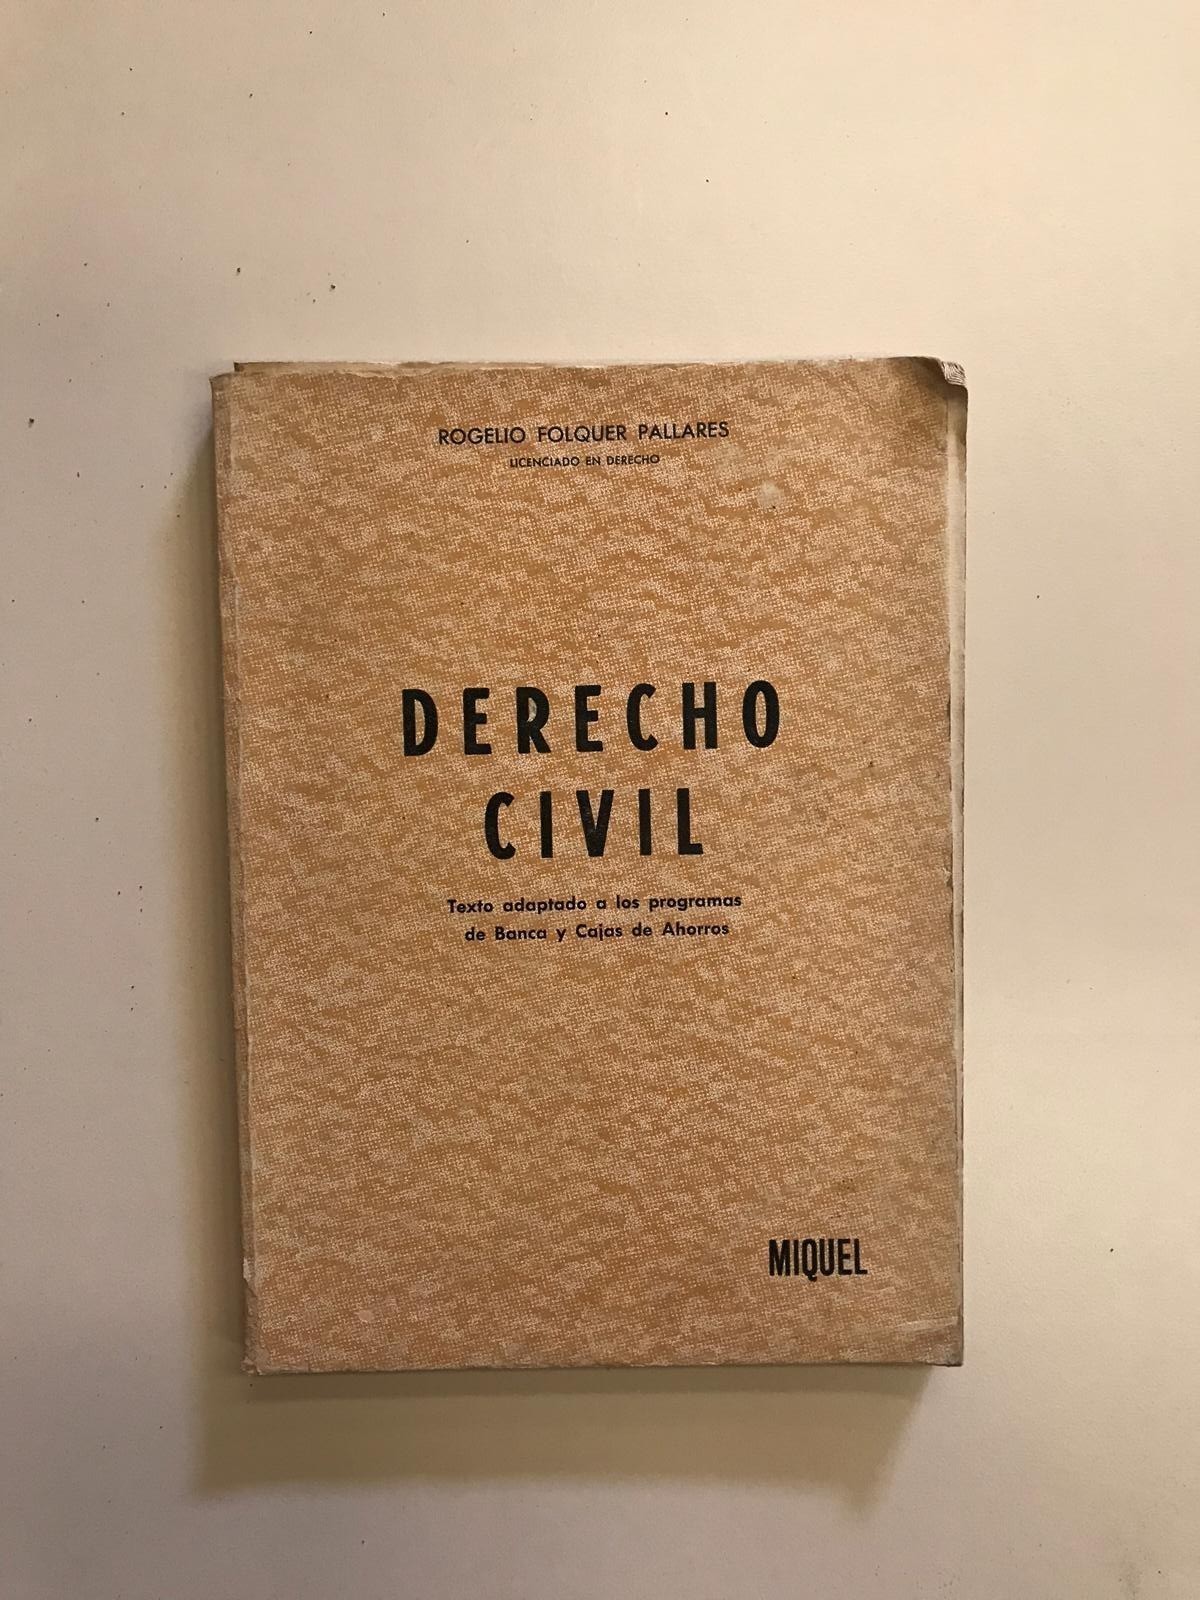 ROGELIO FOLQUER PALLARES
LICENCIADO EN DERECHO
DERECHO
CIVIL
Texto adaptado a los programas
de Banca y Cajas de Ahorros
MIQUEL